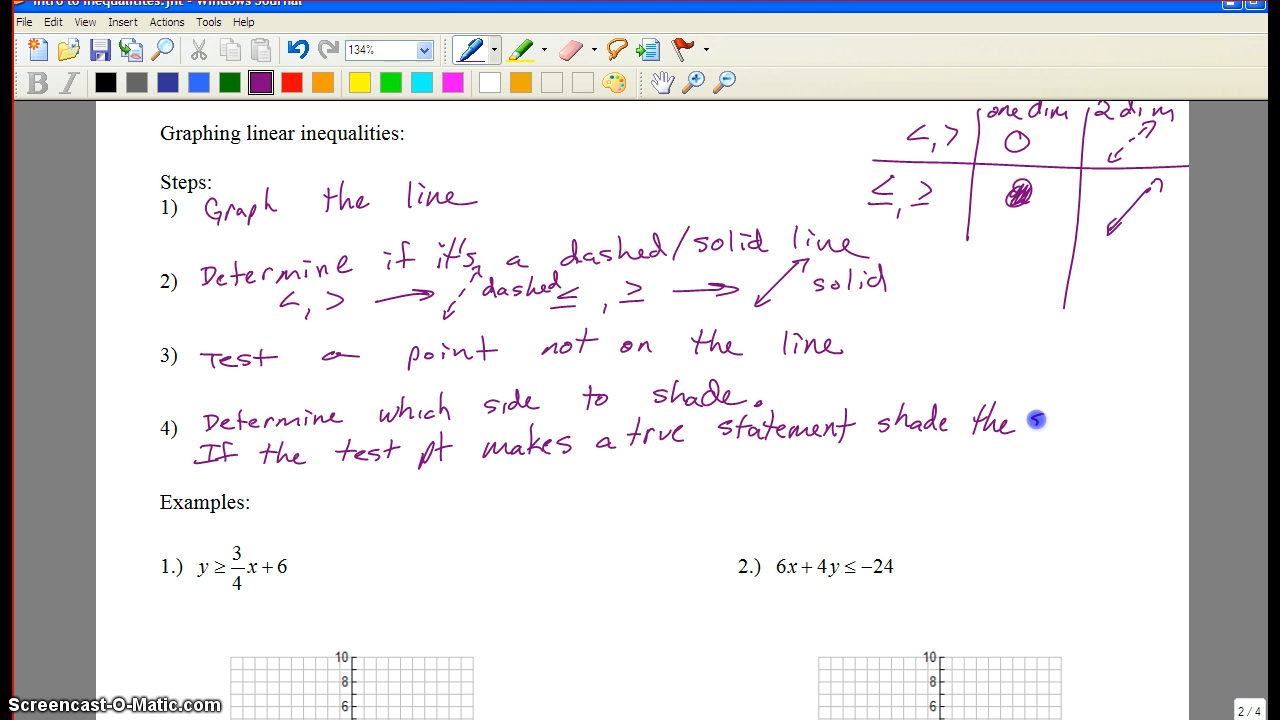 Intro to inequalities.jnt - Windows Journal
File Edit View Insert Actions Tools Help
134%
B I
Graphing linear inequalities:
one dim 2 dim
<, >
≤, ≥
Steps:
1) Graph the line
2) Determine if it's a dashed/solid line
<, > → dashed ≤, ≥ → solid
3) Test a point not on the line
4) Determine which side to shade.
If the test pt makes a true statement shade the s
Examples:
1.) y ≥ 3/4 x + 6
2.) 6x + 4y ≤ −24
10 10
8 8
6 6
Screencast-O-Matic.com
2 / 4